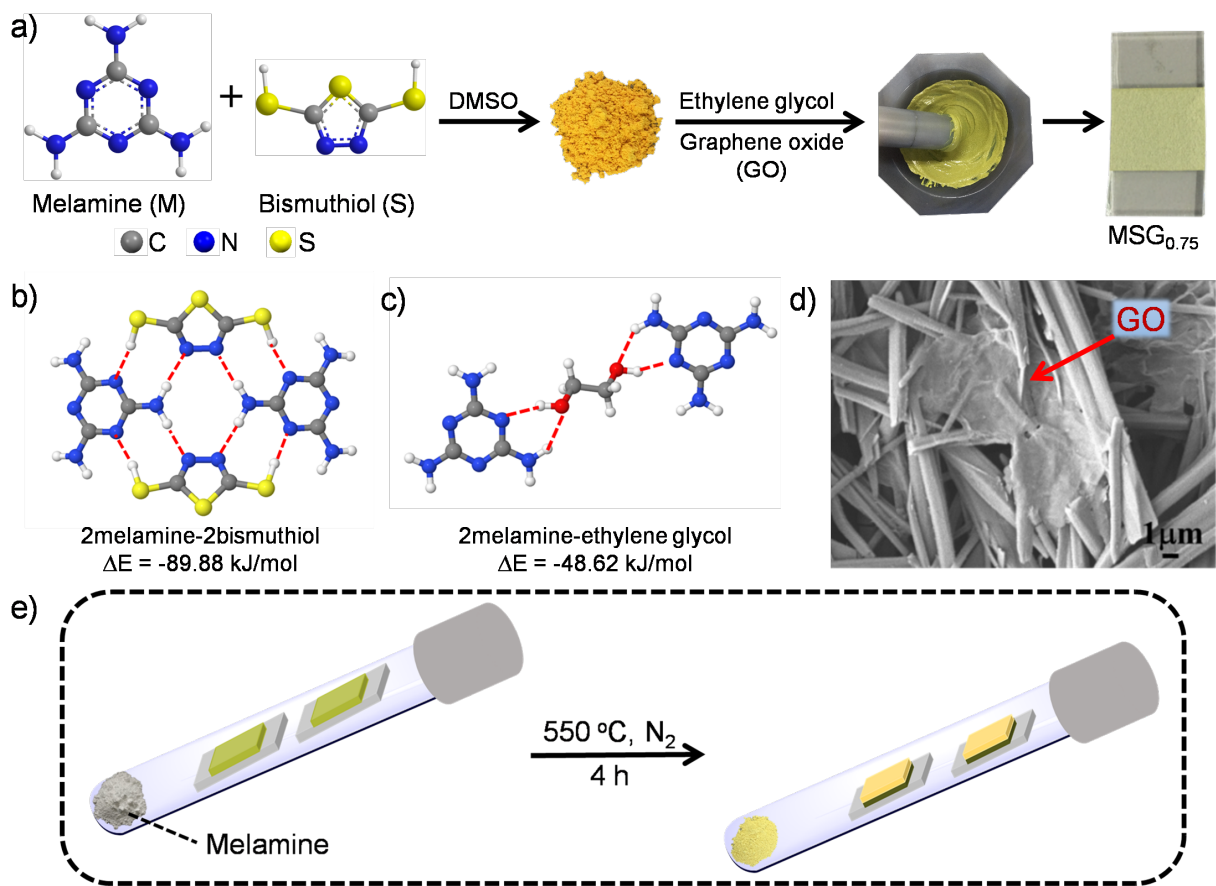 a)
+
DMSO
Ethylene glycol
Graphene oxide
(GO)
Melamine (M)
Bismuthiol (S)
C
N
S
MSG0.75
b)
2melamine-2bismuthiol
ΔE = -89.88 kJ/mol
c)
2melamine-ethylene glycol
ΔE = -48.62 kJ/mol
d)
GO
1μm
e)
550 °C, N2
4 h
Melamine